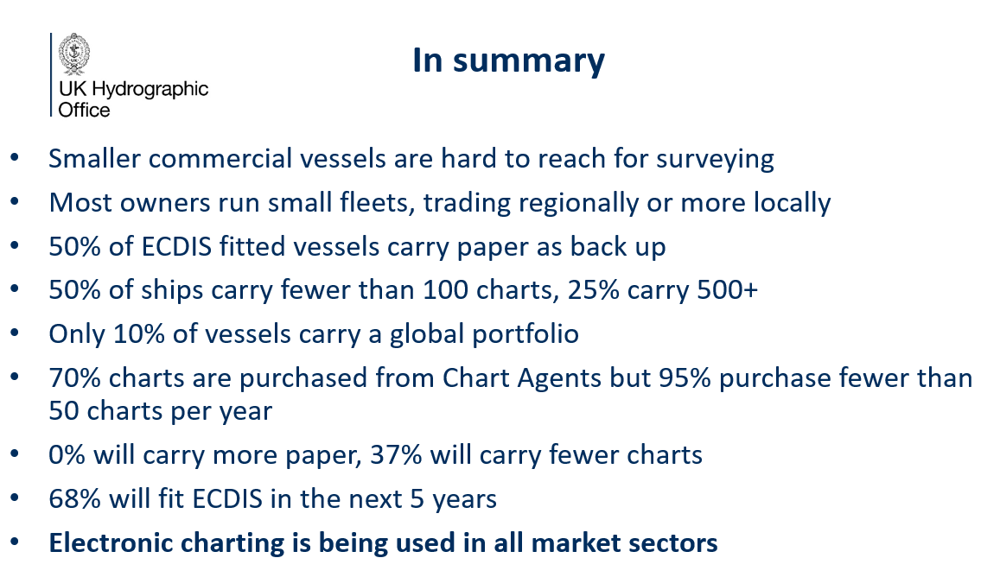 UK Hydrographic
Office
In summary
• Smaller commercial vessels are hard to reach for surveying
• Most owners run small fleets, trading regionally or more locally
• 50% of ECDIS fitted vessels carry paper as back up
• 50% of ships carry fewer than 100 charts, 25% carry 500+
• Only 10% of vessels carry a global portfolio
• 70% charts are purchased from Chart Agents but 95% purchase fewer than
50 charts per year
• 0% will carry more paper, 37% will carry fewer charts
• 68% will fit ECDIS in the next 5 years
• Electronic charting is being used in all market sectors